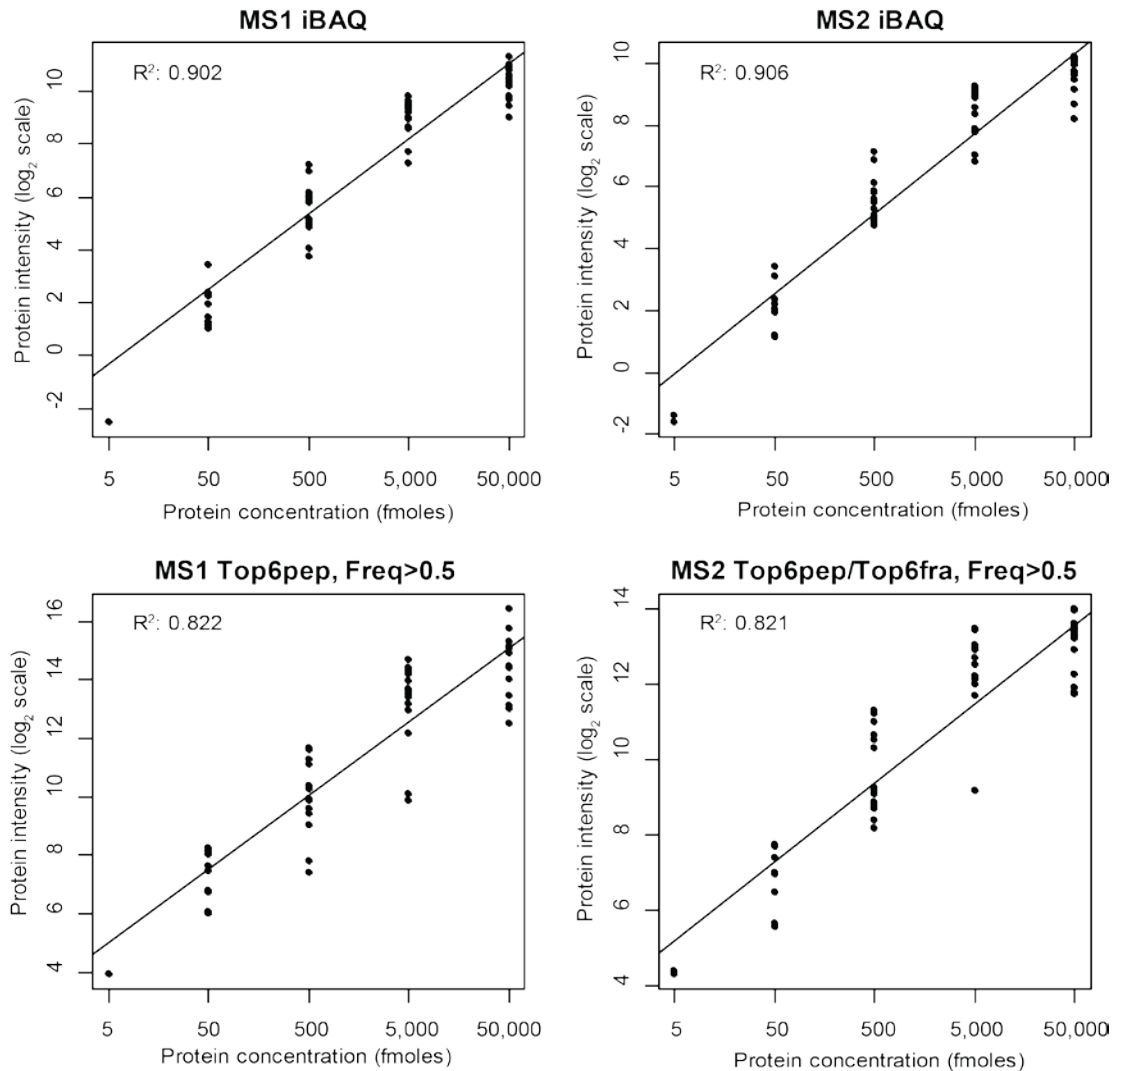 MS1 iBAQ
R²: 0.902
Protein intensity (log₂ scale)
10
8
6
4
2
0
-2
5 50 500 5,000 50,000
Protein concentration (fmoles)
MS2 iBAQ
R²: 0.906
Protein intensity (log₂ scale)
10
8
6
4
2
0
-2
5 50 500 5,000 50,000
Protein concentration (fmoles)
MS1 Top6pep, Freq>0.5
R²: 0.822
Protein intensity (log₂ scale)
16
14
12
10
8
6
4
5 50 500 5,000 50,000
Protein concentration (fmoles)
MS2 Top6pep/Top6fra, Freq>0.5
R²: 0.821
Protein intensity (log₂ scale)
14
12
10
8
6
4
5 50 500 5,000 50,000
Protein concentration (fmoles)